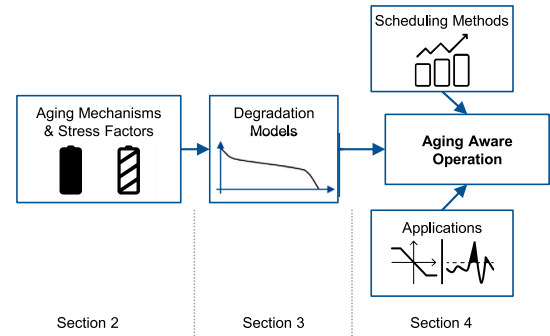 Scheduling Methods
Aging Mechanisms
& Stress Factors
Degradation
Models
Aging Aware
Operation
Applications
Section 2
Section 3
Section 4